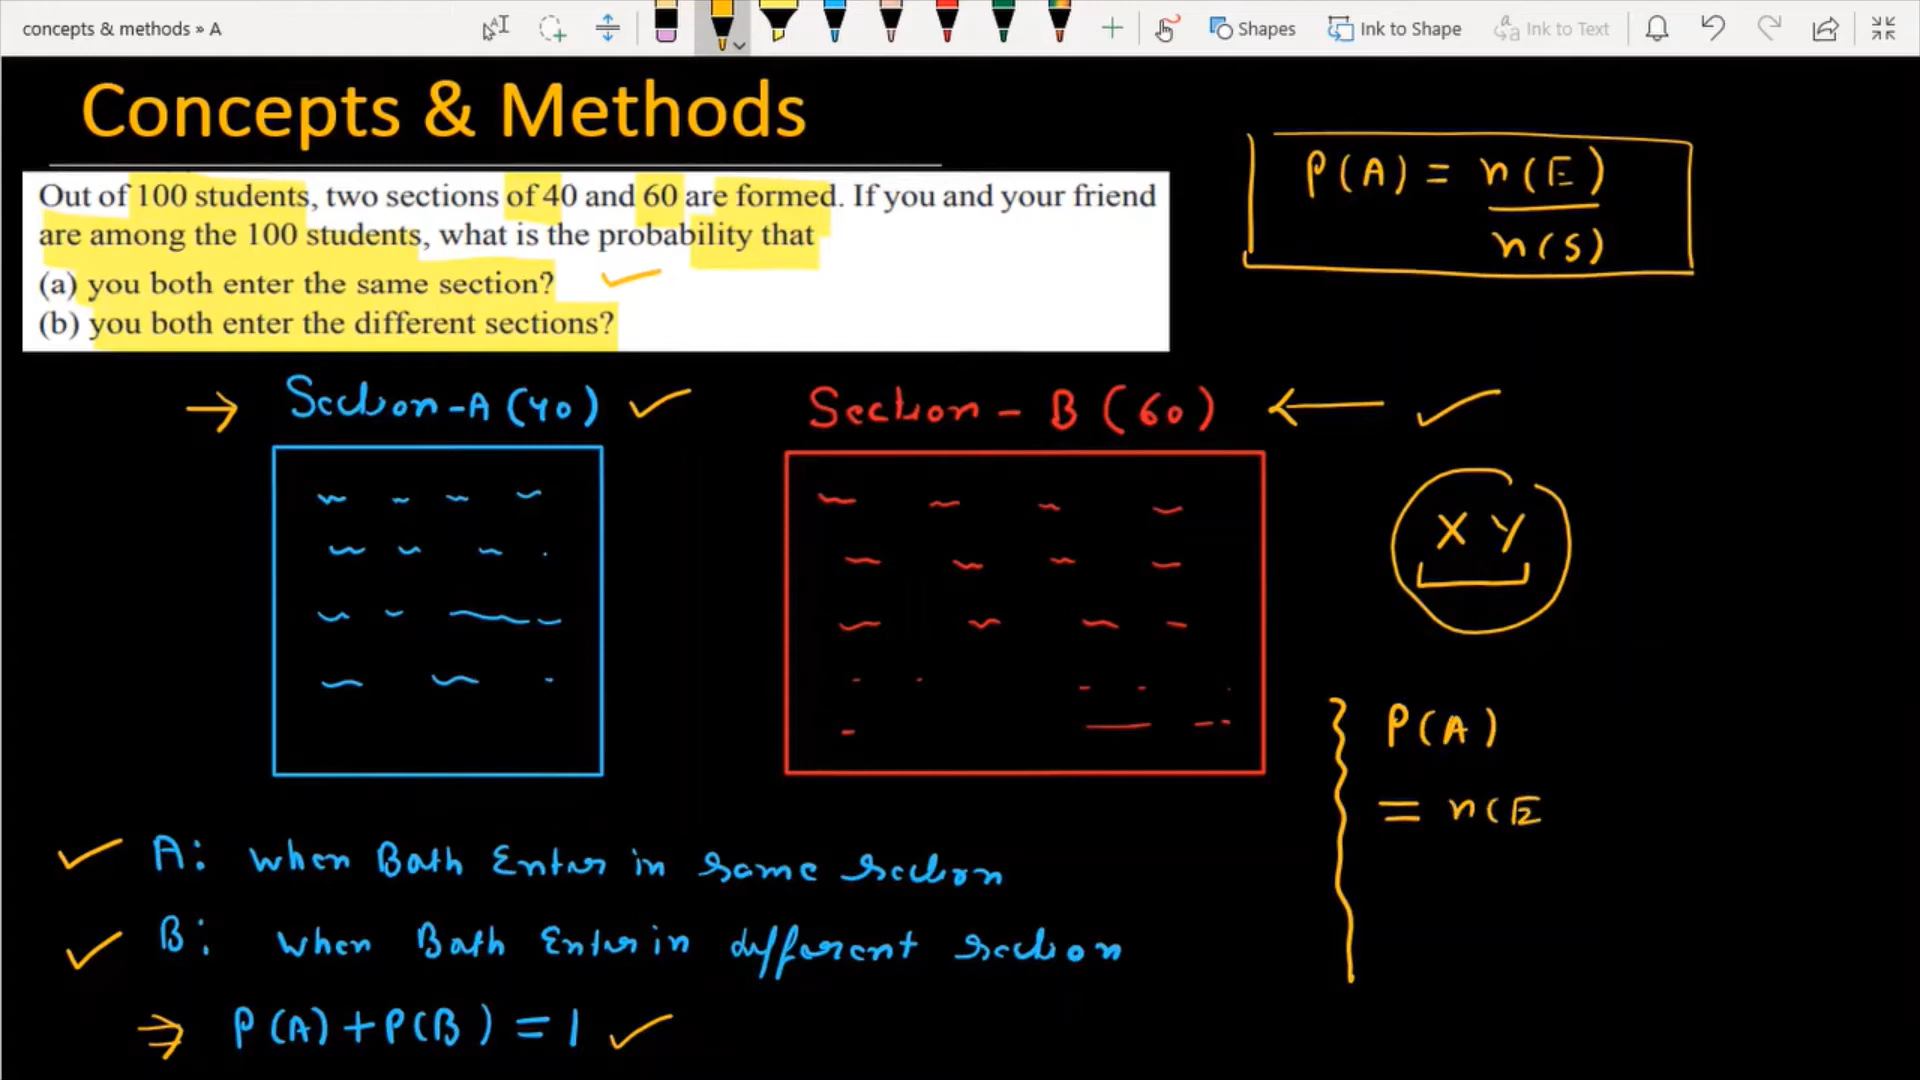 concepts & methods » A
Shapes
Ink to Shape
Ink to Text
Concepts & Methods
Out of 100 students, two sections of 40 and 60 are formed. If you and your friend
are among the 100 students, what is the probability that
(a) you both enter the same section?
(b) you both enter the different sections?
P(A) = n(E)
n(S)
Section-A (40)
Section - B (60)
X Y
P(A)
= n(E
A: When Both Enter in same section
B: When Both Enter in different section
⇒ P(A)+P(B) = 1